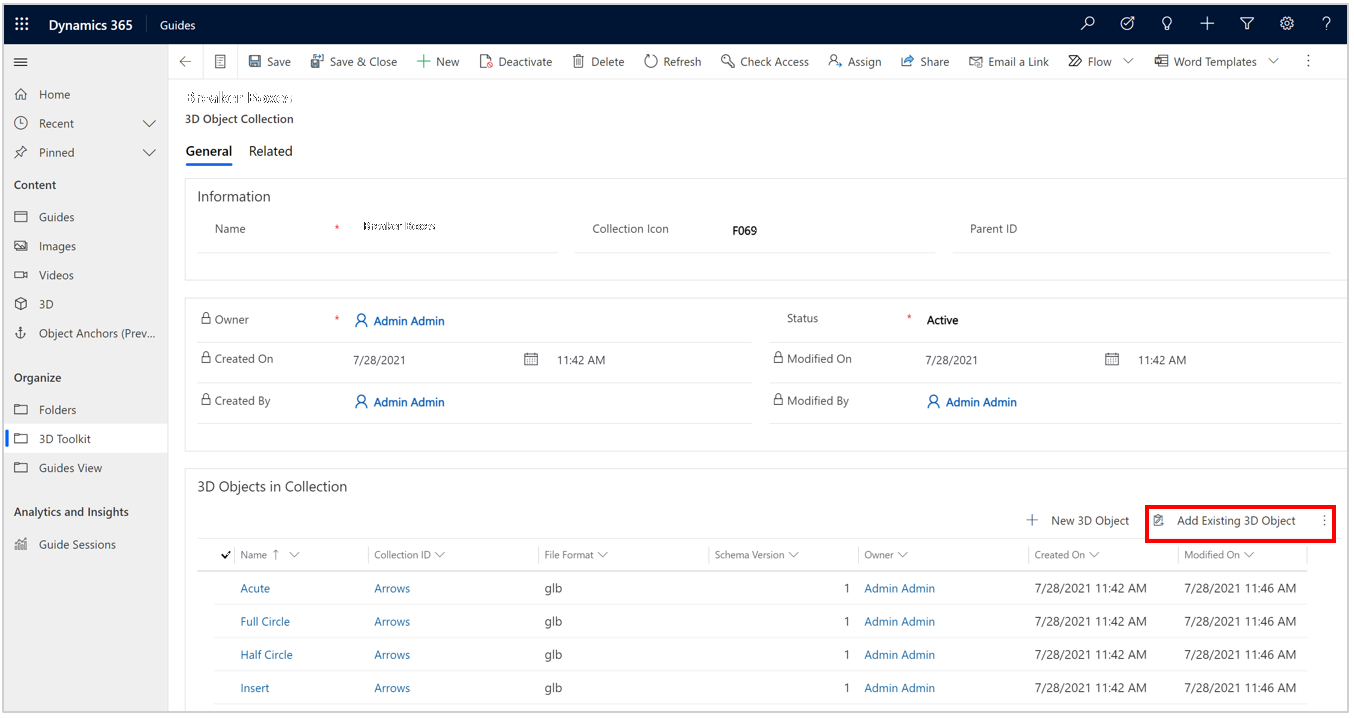 Dynamics 365 Guides
Save Save & Close New Deactivate Delete Refresh Check Access Assign Share Email a Link Flow Word Templates
Home
Recent
Pinned
Content
Guides
Images
Videos
3D
Object Anchors (Prev...
Organize
Folders
3D Toolkit
Guides View
Analytics and Insights
Guide Sessions
Breaker Boxes
3D Object Collection
General Related
Information
Name * Breaker Boxes Collection Icon F069 Parent ID
Owner * Admin Admin Status * Active
Created On 7/28/2021 11:42 AM Modified On 7/28/2021 11:42 AM
Created By Admin Admin Modified By Admin Admin
3D Objects in Collection
New 3D Object Add Existing 3D Object
Name ↑ Collection ID File Format Schema Version Owner Created On Modified On
Acute Arrows glb 1 Admin Admin 7/28/2021 11:42 AM 7/28/2021 11:46 AM
Full Circle Arrows glb 1 Admin Admin 7/28/2021 11:42 AM 7/28/2021 11:46 AM
Half Circle Arrows glb 1 Admin Admin 7/28/2021 11:42 AM 7/28/2021 11:46 AM
Insert Arrows glb 1 Admin Admin 7/28/2021 11:42 AM 7/28/2021 11:46 AM